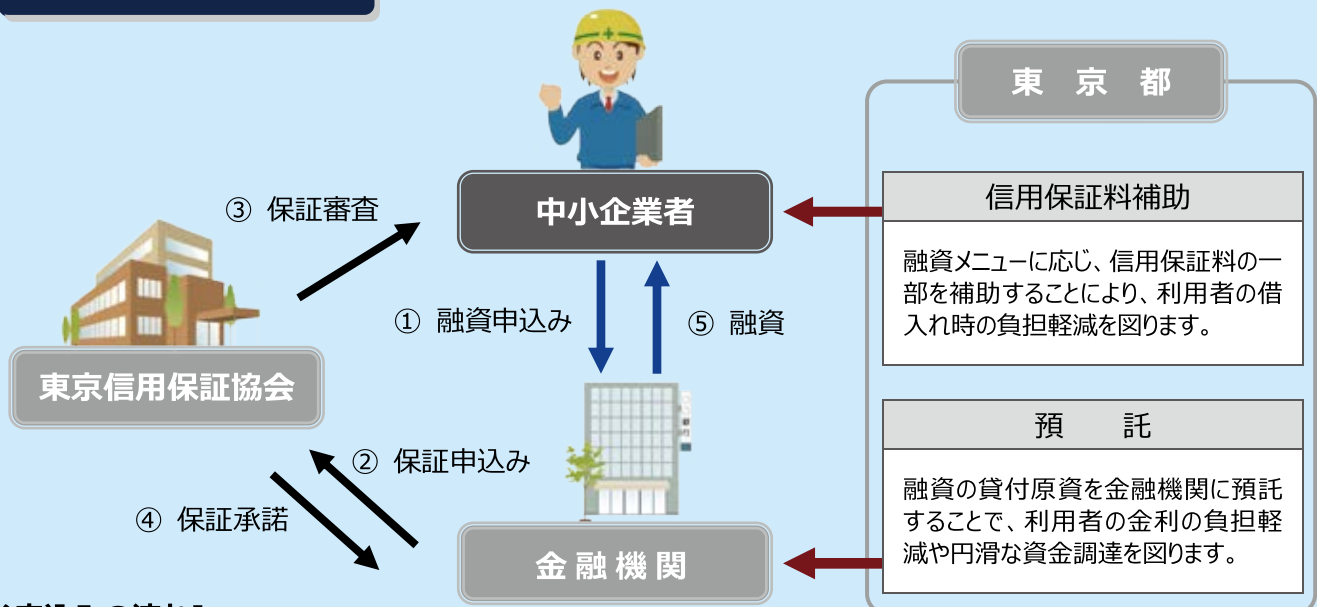 東 京 都
中小企業者
信用保証料補助
融資メニューに応じ、信用保証料の一
部を補助することにより、利用者の借
入れ時の負担軽減を図ります。
③ 保証審査
① 融資申込み
⑤ 融資
東京信用保証協会
② 保証申込み
④ 保証承諾
金融機関
預 託
融資の貸付原資を金融機関に預託
することで、利用者の金利の負担軽
減や円滑な資金調達を図ります。